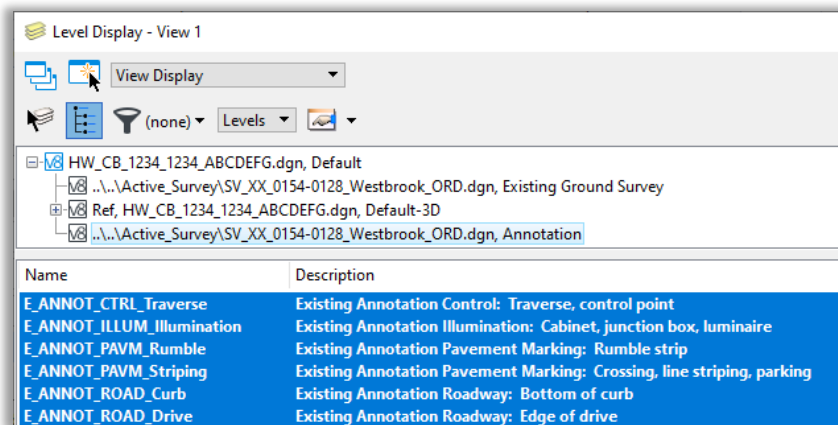 Level Display - View 1
View Display
(none)
Levels
HW_CB_1234_1234_ABCDEFG.dgn, Default
..\..\Active_Survey\SV_XX_0154-0128_Westbrook_ORD.dgn, Existing Ground Survey
Ref, HW_CB_1234_1234_ABCDEFG.dgn, Default-3D
..\..\Active_Survey\SV_XX_0154-0128_Westbrook_ORD.dgn, Annotation
Name Description
E_ANNOT_CTRL_Traverse Existing Annotation Control: Traverse, control point
E_ANNOT_ILLUM_Illumination Existing Annotation Illumination: Cabinet, junction box, luminaire
E_ANNOT_PAVM_Rumble Existing Annotation Pavement Marking: Rumble strip
E_ANNOT_PAVM_Striping Existing Annotation Pavement Marking: Crossing, line striping, parking
E_ANNOT_ROAD_Curb Existing Annotation Roadway: Bottom of curb
E_ANNOT_ROAD_Drive Existing Annotation Roadway: Edge of drive